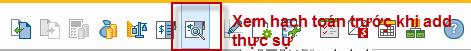 Xem hạch toán trước khi add
thực sự